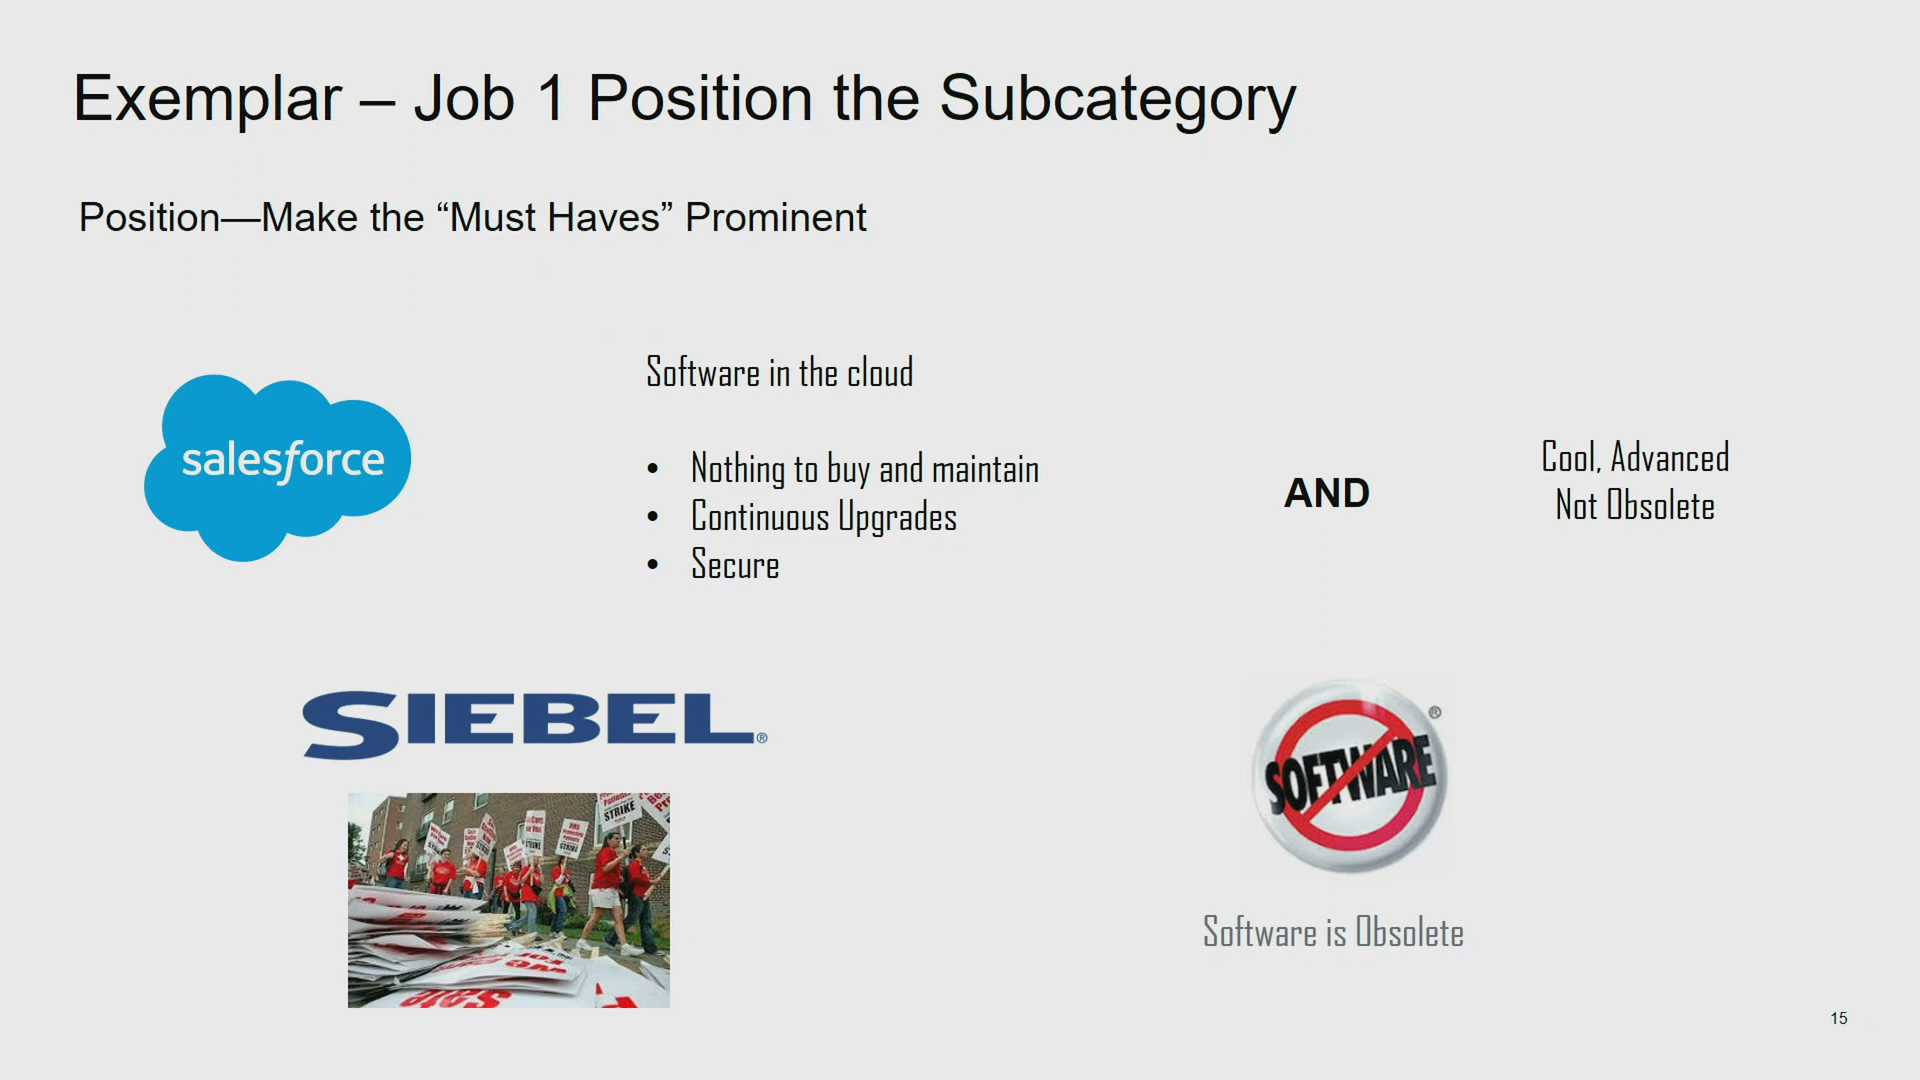 Exemplar – Job 1 Position the Subcategory
Position—Make the “Must Haves” Prominent
salesforce
Software in the cloud
• Nothing to buy and maintain
• Continuous Upgrades
• Secure
AND
Cool, Advanced
Not Obsolete
SIEBEL®
STRIKE
SOFTWARE®
Software is Obsolete
15